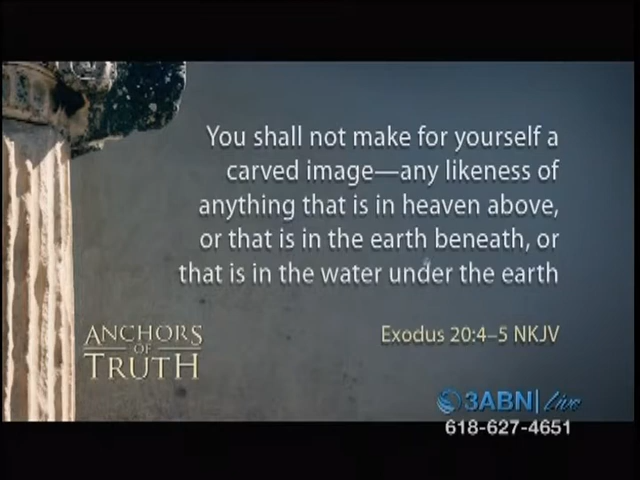 You shall not make for yourself a
carved image—any likeness of
anything that is in heaven above,
or that is in the earth beneath, or
that is in the water under the earth
Exodus 20:4–5 NKJV
ANCHORS
OF
TRUTH
3ABN Live
618-627-4651